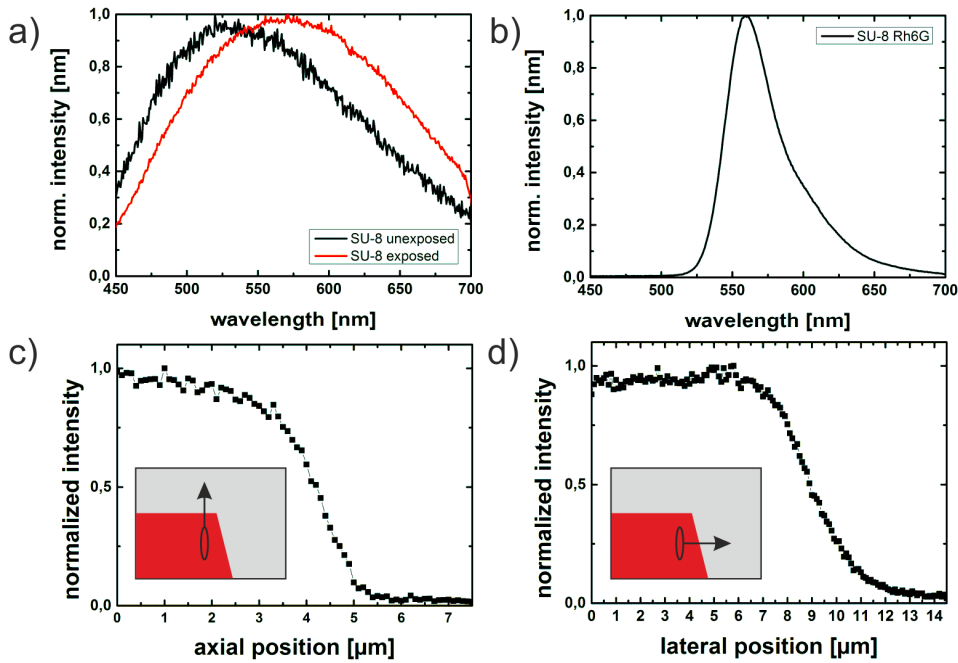 a)
norm. intensity [nm]
1,0
0,8
0,6
0,4
0,2
0,0
450 500 550 600 650 700
wavelength [nm]
SU-8 unexposed
SU-8 exposed
b)
norm. intensity [nm]
1,0
0,8
0,6
0,4
0,2
0,0
450 500 550 600 650 700
wavelength [nm]
SU-8 Rh6G
c)
normalized intensity
1,0
0,5
0,0
0 1 2 3 4 5 6 7
axial position [µm]
d)
normalized intensity
1,0
0,5
0,0
0 1 2 3 4 5 6 7 8 9 10 11 12 13 14
lateral position [µm]